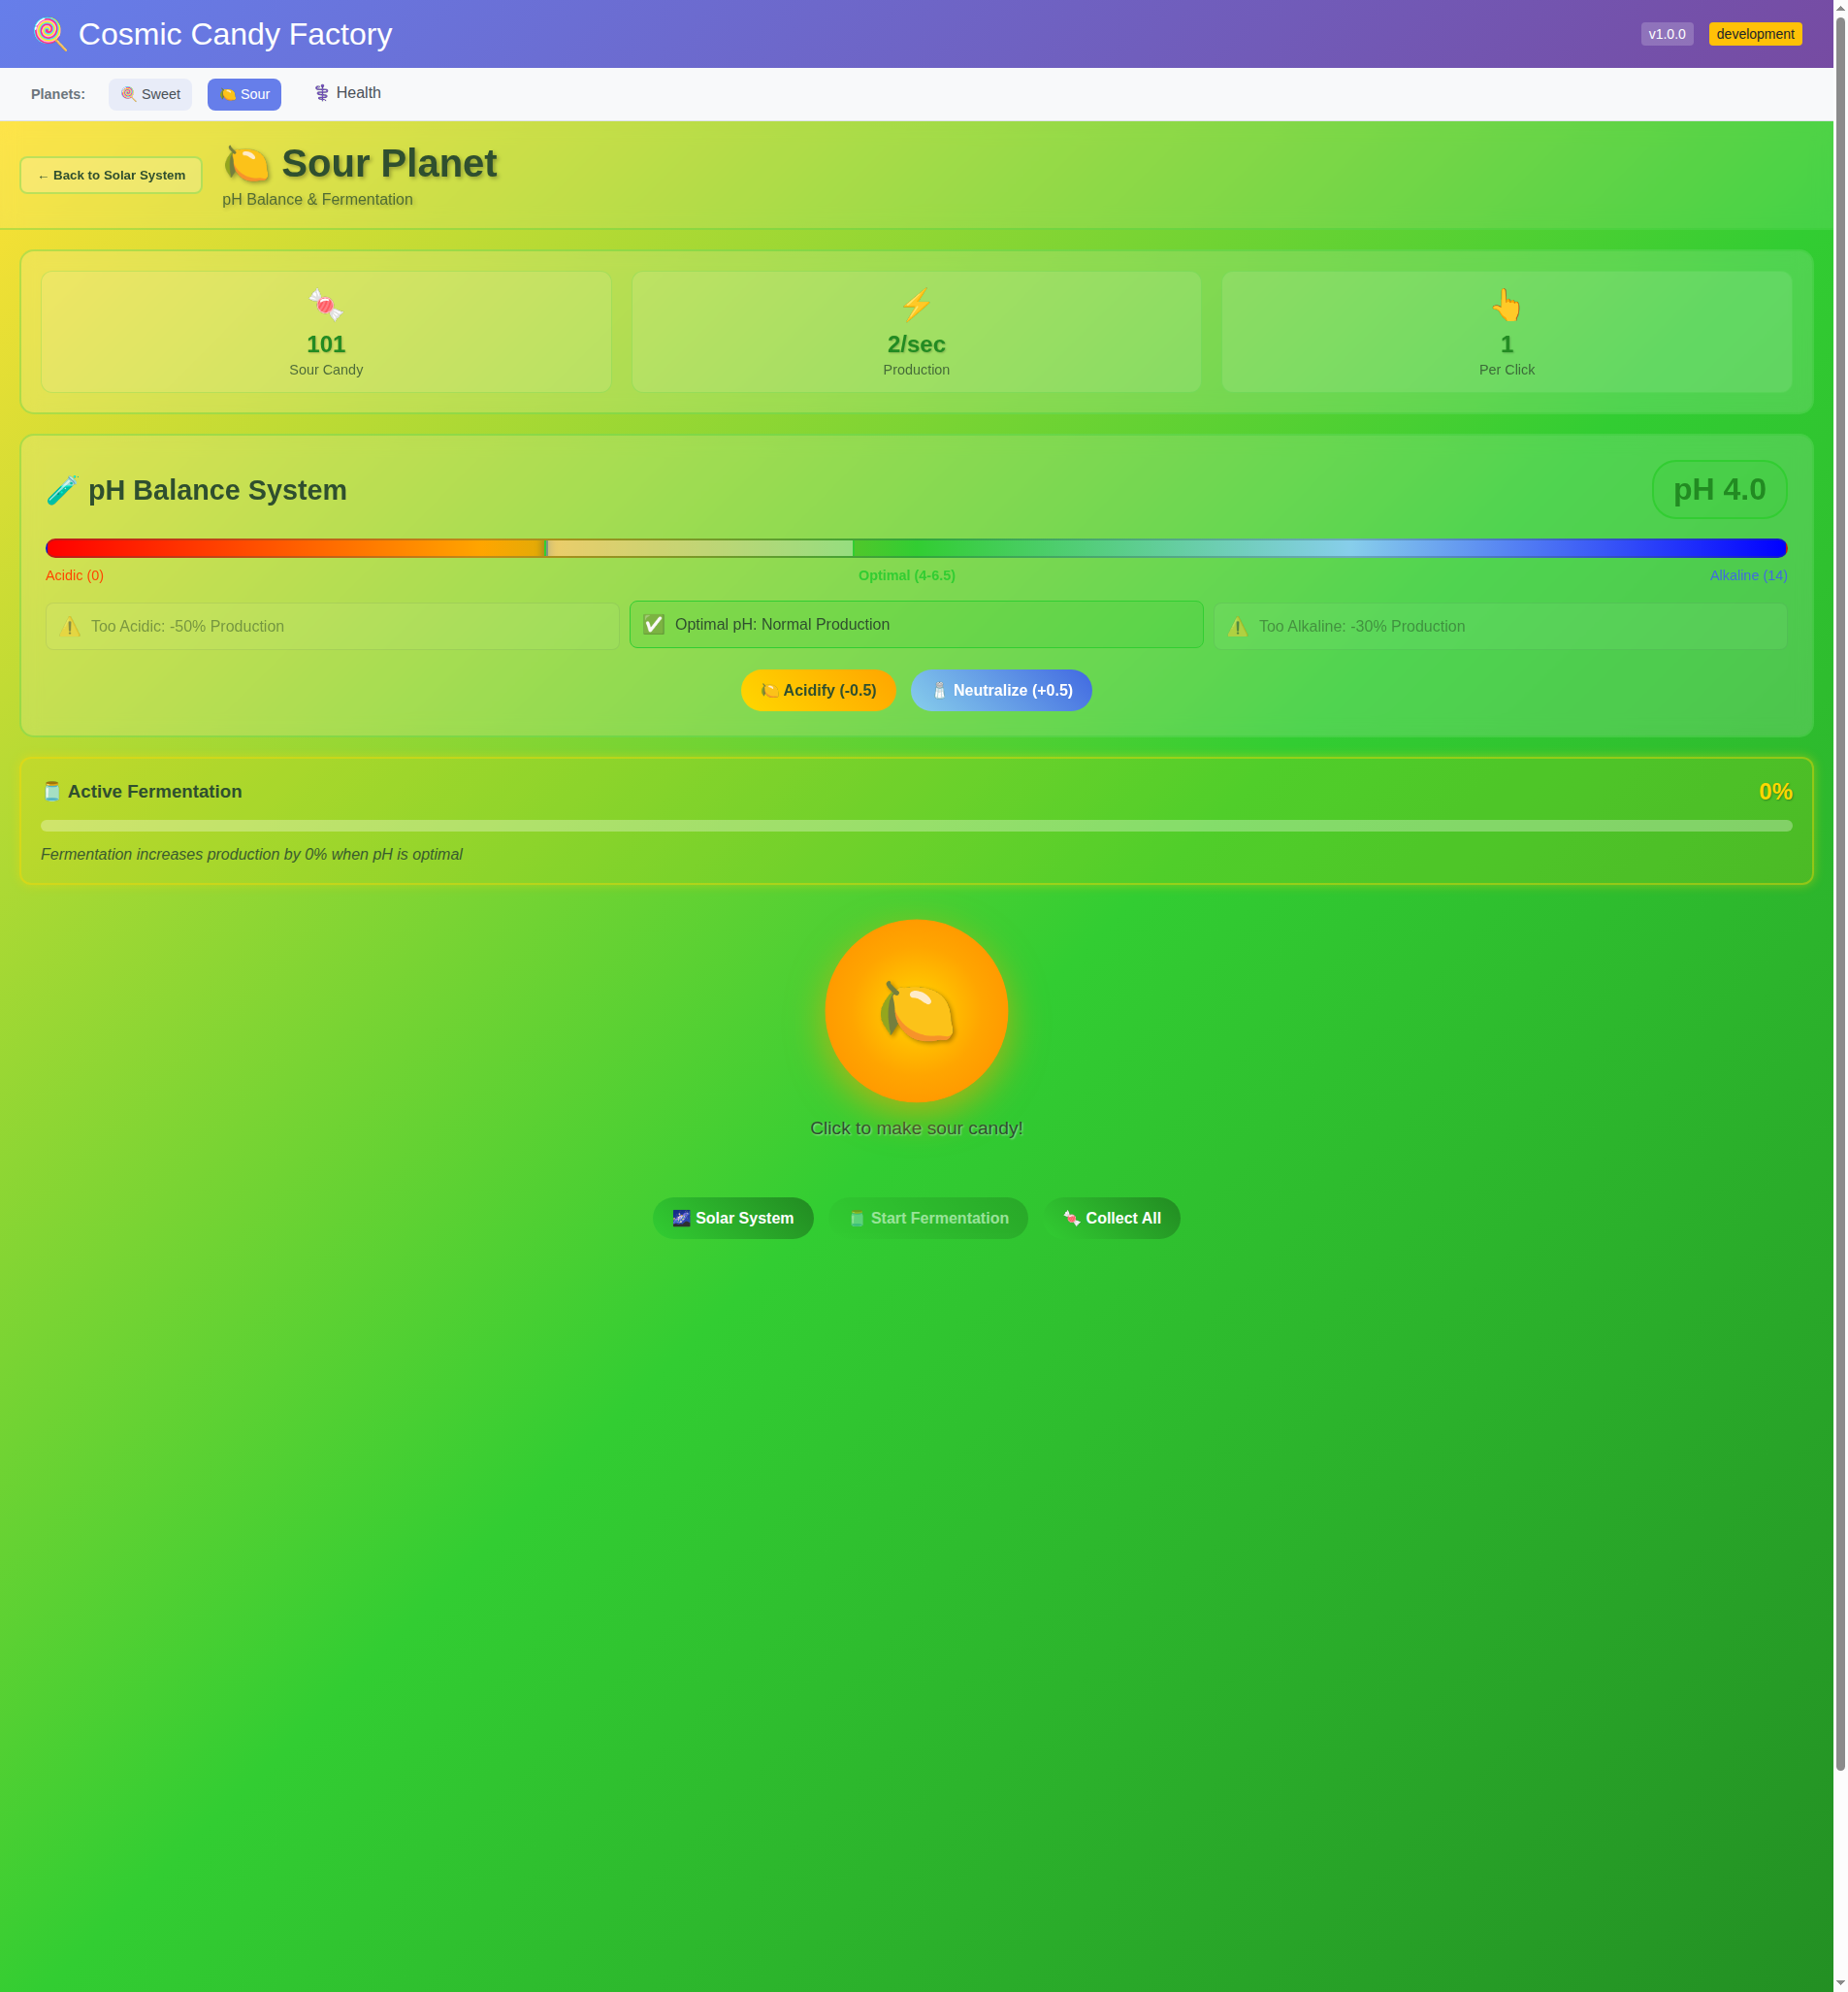 🍭 Cosmic Candy Factory
v1.0.0
development
Planets:
🍭 Sweet
🍋 Sour
⚕️ Health
← Back to Solar System
🍋 Sour Planet
pH Balance & Fermentation
🍬
101
Sour Candy
⚡
2/sec
Production
👆
1
Per Click
🧪 pH Balance System
pH 4.0
Acidic (0)
Optimal (4-6.5)
Alkaline (14)
⚠️ Too Acidic: -50% Production
✅ Optimal pH: Normal Production
⚠️ Too Alkaline: -30% Production
🍋 Acidify (-0.5)
🧂 Neutralize (+0.5)
🫙 Active Fermentation
0%
Fermentation increases production by 0% when pH is optimal
🍋
Click to make sour candy!
🌌 Solar System
🫙 Start Fermentation
🍬 Collect All